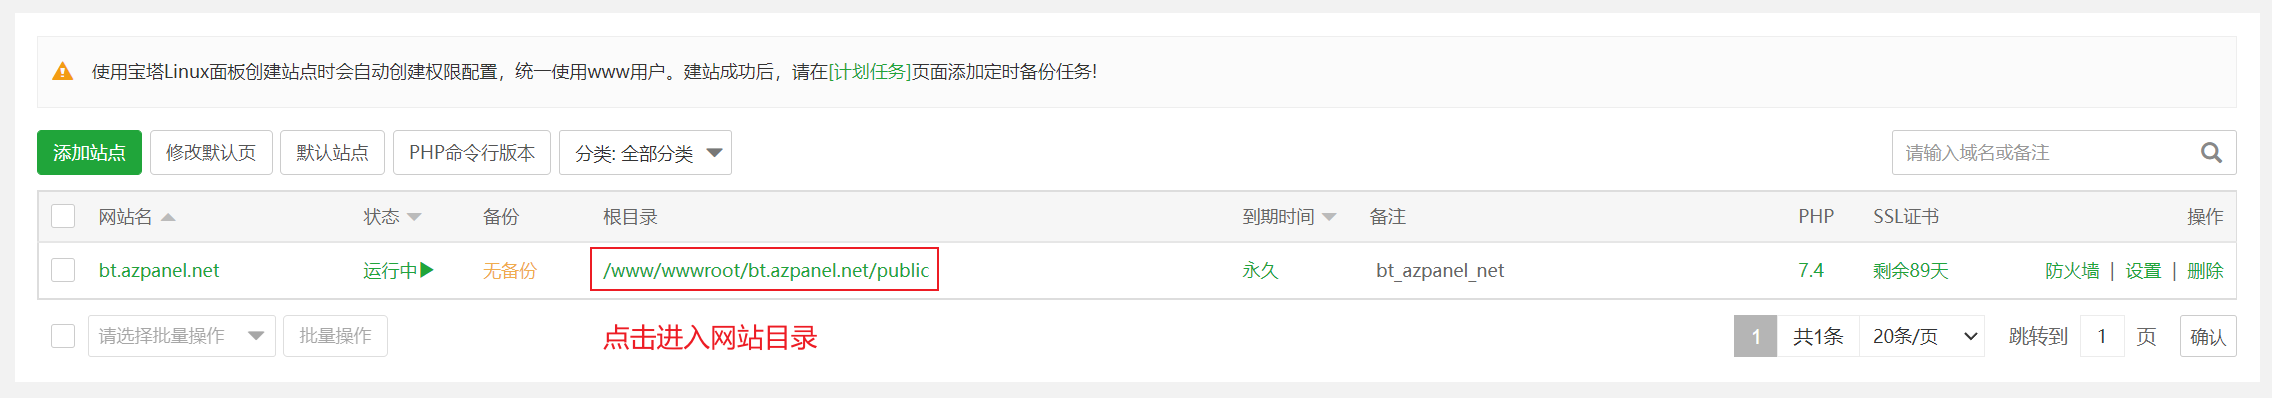 使用宝塔Linux面板创建站点时会自动创建权限配置，统一使用www用户。建站成功后，请在[计划任务]页面添加定时备份任务!
添加站点 修改默认页 默认站点 PHP命令行版本 分类: 全部分类 请输入域名或备注
网站名 状态 备份 根目录 到期时间 备注 PHP SSL证书 操作
bt.azpanel.net 运行中 无备份 /www/wwwroot/bt.azpanel.net/public 永久 bt_azpanel_net 7.4 剩余89天 防火墙 | 设置 | 删除
请选择批量操作 批量操作 点击进入网站目录 1 共1条 20条/页 跳转到 1 页 确认